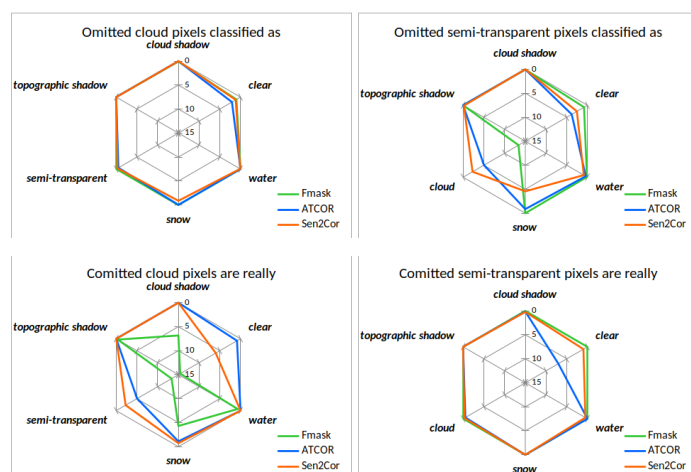 Omitted cloud pixels classified as
cloud shadow
0
topographic shadow
clear
5
10
15
semi-transparent
water
snow
Fmask
ATCOR
Sen2Cor
Omitted semi-transparent pixels classified as
cloud shadow
0
topographic shadow
clear
5
10
15
cloud
water
snow
Fmask
ATCOR
Sen2Cor
Comitted cloud pixels are really
cloud shadow
0
topographic shadow
clear
5
10
15
semi-transparent
water
snow
Fmask
ATCOR
Sen2Cor
Comitted semi-transparent pixels are really
cloud shadow
0
topographic shadow
clear
5
10
15
cloud
water
snow
Fmask
ATCOR
Sen2Cor